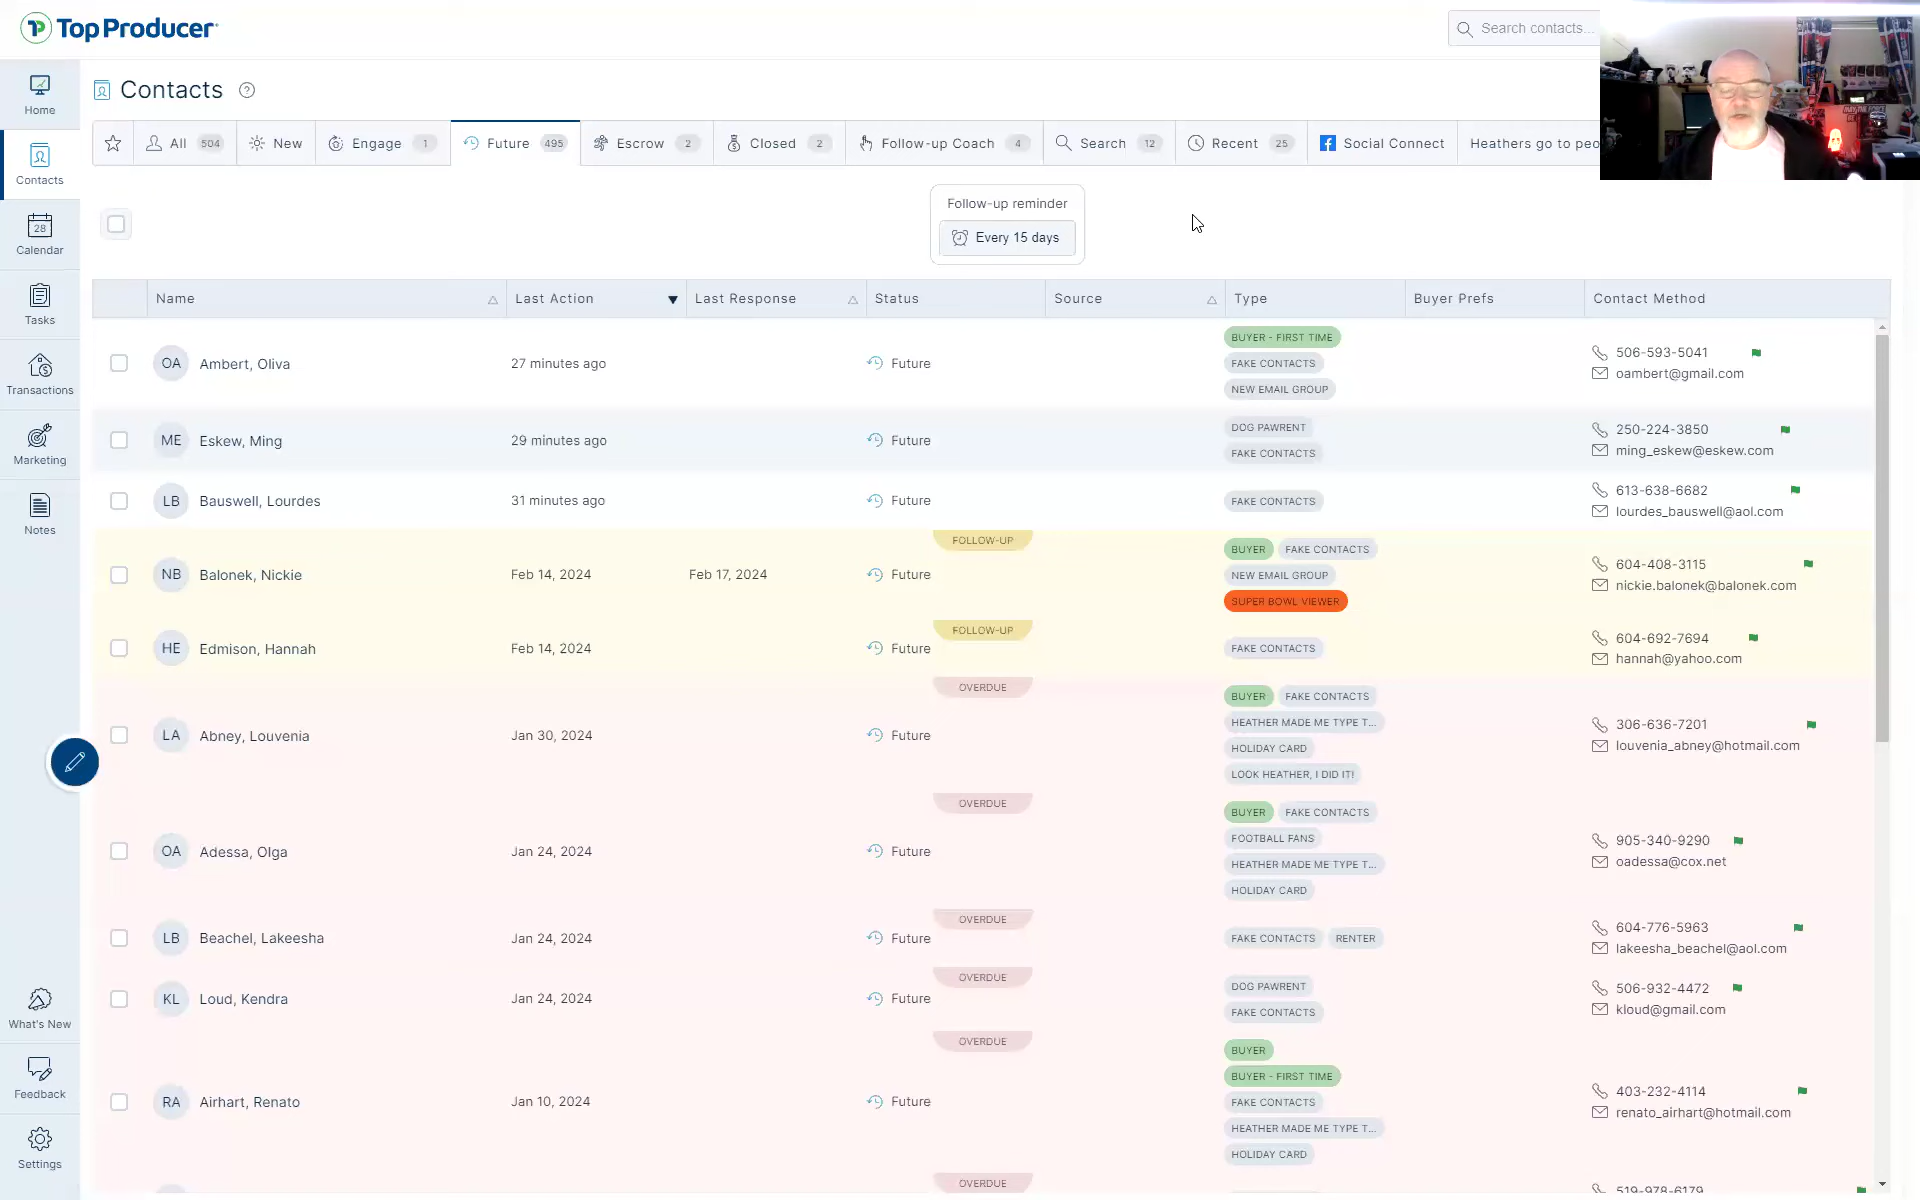 Top Producer
Search contacts...
Home
Contacts
Calendar
28
Tasks
Transactions
Marketing
Notes
What's New
Feedback
Settings
Contacts
All 504
New
Engage 1
Future 495
Escrow 2
Closed 2
Follow-up Coach 4
Search 12
Recent 25
Social Connect
Heathers go to peo
Follow-up reminder
Every 15 days
Name Last Action Last Response Status Source Type Buyer Prefs Contact Method
OA Ambert, Oliva 27 minutes ago Future
BUYER - FIRST TIME
FAKE CONTACTS
NEW EMAIL GROUP
506-593-5041
oambert@gmail.com
ME Eskew, Ming 29 minutes ago Future
DOG PAWRENT
FAKE CONTACTS
250-224-3850
ming_eskew@eskew.com
LB Bauswell, Lourdes 31 minutes ago Future
FAKE CONTACTS
613-638-6682
lourdes_bauswell@aol.com
FOLLOW-UP
NB Balonek, Nickie Feb 14, 2024 Feb 17, 2024 Future
BUYER FAKE CONTACTS
NEW EMAIL GROUP
SUPER BOWL VIEWER
604-408-3115
nickie.balonek@balonek.com
FOLLOW-UP
HE Edmison, Hannah Feb 14, 2024 Future
FAKE CONTACTS
604-692-7694
hannah@yahoo.com
OVERDUE
LA Abney, Louvenia Jan 30, 2024 Future
BUYER FAKE CONTACTS
HEATHER MADE ME TYPE T...
HOLIDAY CARD
LOOK HEATHER, I DID IT!
306-636-7201
louvenia_abney@hotmail.com
OVERDUE
OA Adessa, Olga Jan 24, 2024 Future
BUYER FAKE CONTACTS
FOOTBALL FANS
HEATHER MADE ME TYPE T...
HOLIDAY CARD
905-340-9290
oadessa@cox.net
OVERDUE
LB Beachel, Lakeesha Jan 24, 2024 Future
FAKE CONTACTS RENTER
604-776-5963
lakeesha_beachel@aol.com
OVERDUE
KL Loud, Kendra Jan 24, 2024 Future
DOG PAWRENT
FAKE CONTACTS
506-932-4472
kloud@gmail.com
OVERDUE
RA Airhart, Renato Jan 10, 2024 Future
BUYER
BUYER - FIRST TIME
FAKE CONTACTS
HEATHER MADE ME TYPE T...
HOLIDAY CARD
403-232-4114
renato_airhart@hotmail.com
OVERDUE
519-978-6179